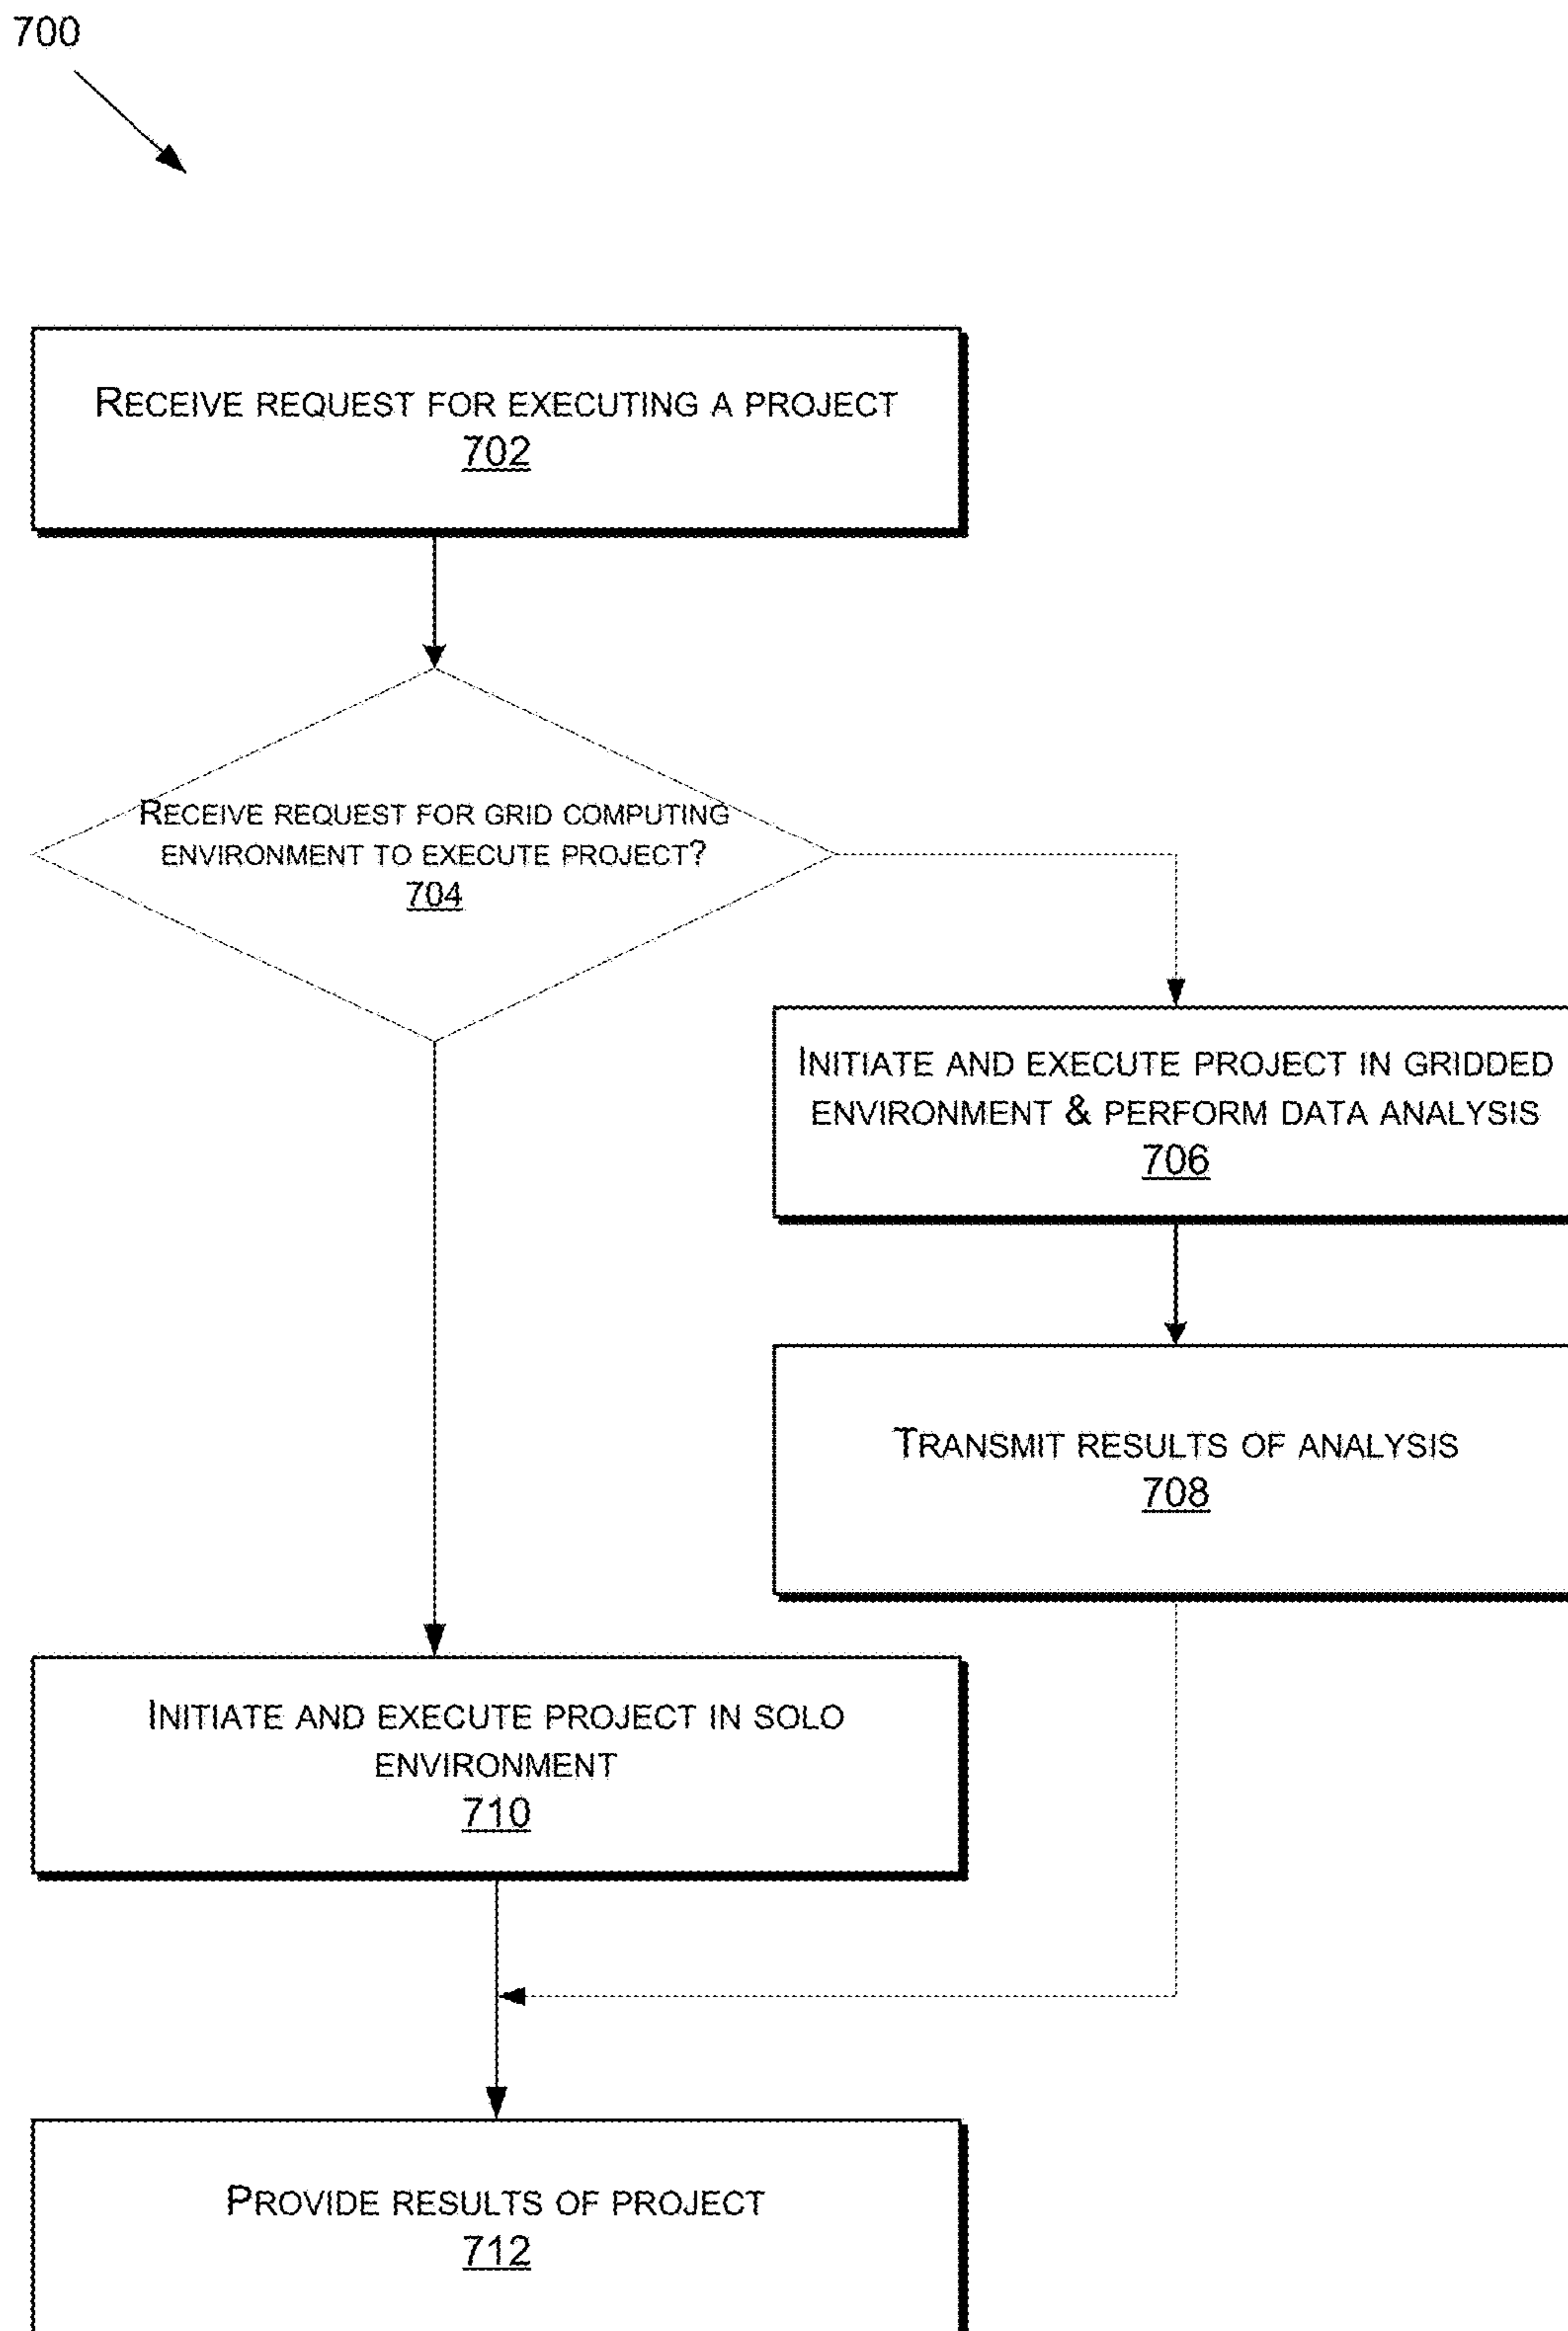 700
RECEIVE REQUEST FOR EXECUTING A PROJECT
702
RECEIVE REQUEST FOR GRID COMPUTING
ENVIRONMENT TO EXECUTE PROJECT?
704
INITIATE AND EXECUTE PROJECT IN GRIDDED
ENVIRONMENT & PERFORM DATA ANALYSIS
706
TRANSMIT RESULTS OF ANALYSIS
708
INITIATE AND EXECUTE PROJECT IN SOLO
ENVIRONMENT
710
PROVIDE RESULTS OF PROJECT
712